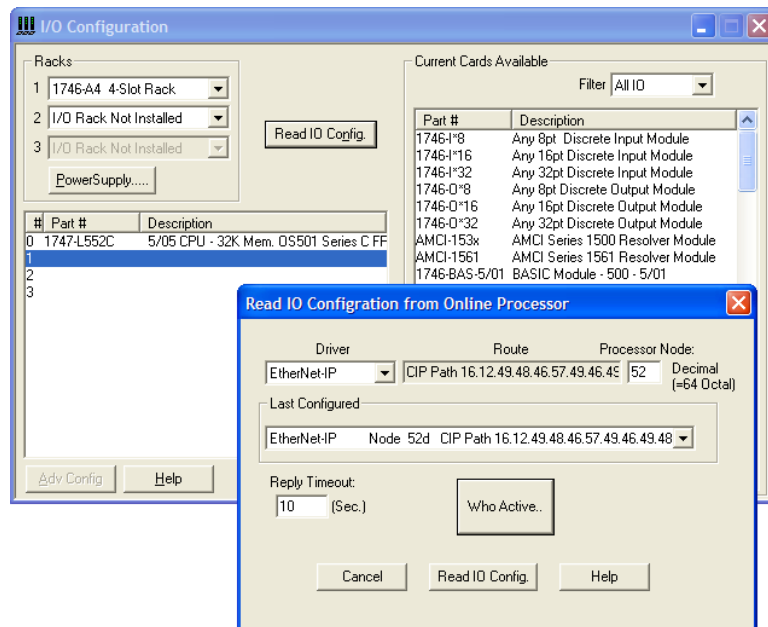 I/O Configuration
Racks
1 1746-A4 4-Slot Rack
2 I/O Rack Not Installed
3 I/O Rack Not Installed
PowerSupply.....
Read IO Config.
Current Cards Available
Filter All IO
Part # Description
1746-I*8 Any 8pt Discrete Input Module
1746-I*16 Any 16pt Discrete Input Module
1746-I*32 Any 32pt Discrete Input Module
1746-O*8 Any 8pt Discrete Output Module
1746-O*16 Any 16pt Discrete Output Module
1746-O*32 Any 32pt Discrete Output Module
AMCI-153x AMCI Series 1500 Resolver Module
AMCI-1561 AMCI Series 1561 Resolver Module
1746-BAS-5/01 BASIC Module - 500 - 5/01
# Part # Description
0 1747-L552C 5/05 CPU - 32K Mem. OS501 Series C FF
1
2
3
Adv Config
Help
Read IO Configration from Online Processor
Driver Route Processor Node:
EtherNet-IP CIP Path 16.12.49.48.46.57.49.46.49 52 Decimal
(=64 Octal)
Last Configured
EtherNet-IP Node 52d CIP Path 16.12.49.48.46.57.49.46.49.48
Reply Timeout:
10 (Sec.)
Who Active..
Cancel Read IO Config. Help